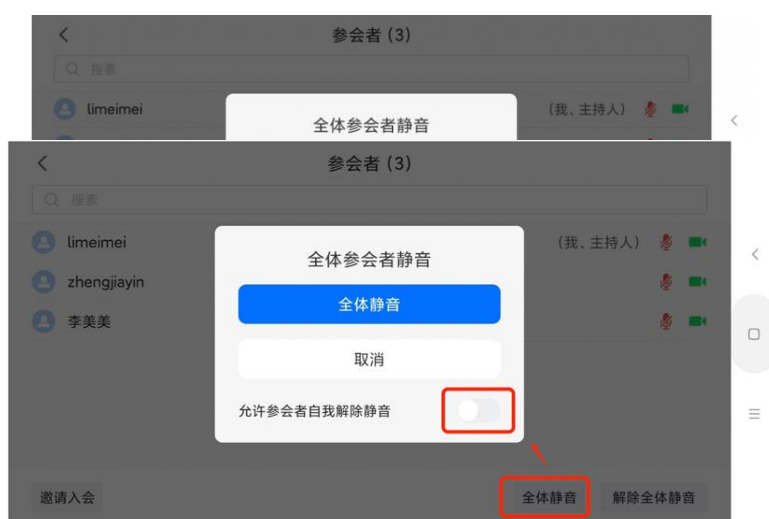 参会者 (3)
搜索
limeimei
(我、主持人)
全体参会者静音
参会者 (3)
搜索
limeimei
(我、主持人)
zhengjiayin
李美美
全体参会者静音
全体静音
取消
允许参会者自我解除静音
邀请入会
全体静音
解除全体静音